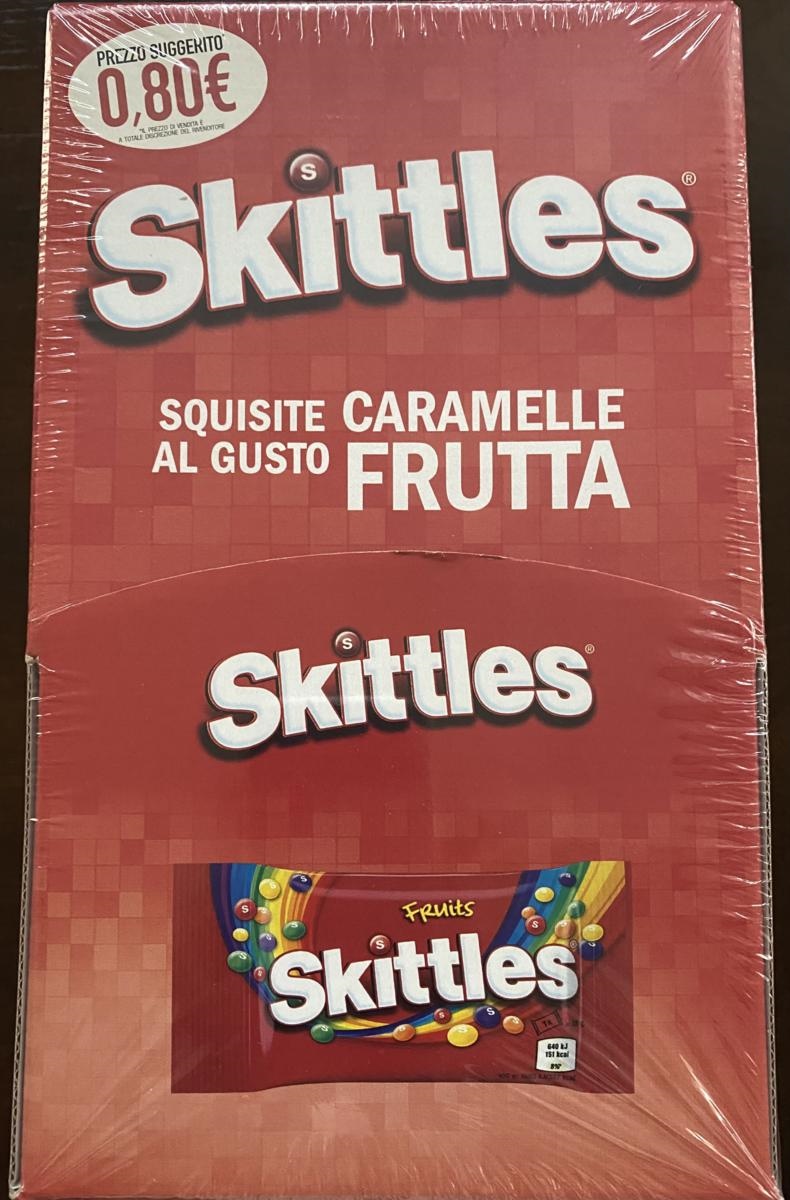 PREZZO SUGGERITO*
0,80€
*IL PREZZO DI VENDITA È
A TOTALE DISCREZIONE DEL RIVENDITORE
Skittles®
SQUISITE CARAMELLE
AL GUSTO FRUTTA
Skittles®
Fruits
Skittles®
640 kJ
151 kcal
8%*